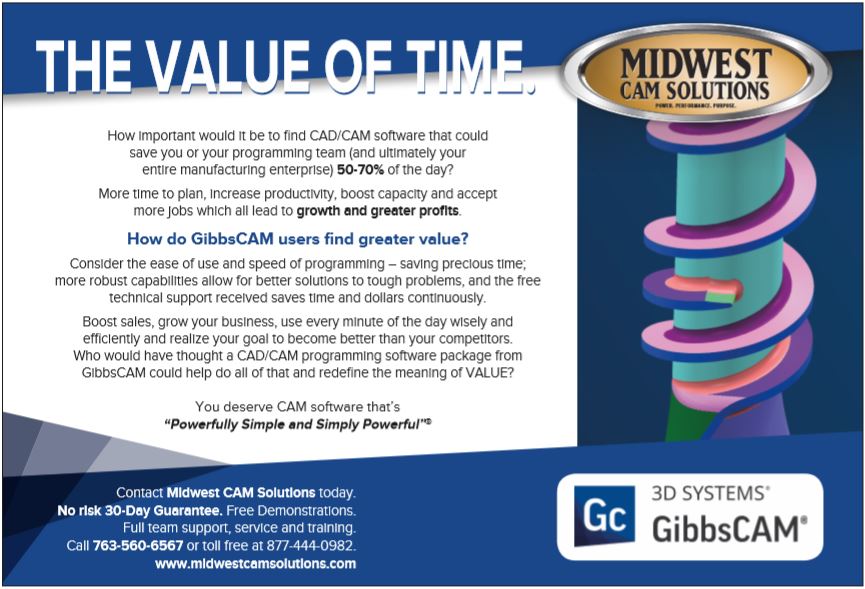 THE VALUE OF TIME.
MIDWEST
CAM SOLUTIONS
POWER. PERFORMANCE. PURPOSE.
How important would it be to find CAD/CAM software that could
save you or your programming team (and ultimately your
entire manufacturing enterprise) 50-70% of the day?
More time to plan, increase productivity, boost capacity and accept
more jobs which all lead to growth and greater profits.
How do GibbsCAM users find greater value?
Consider the ease of use and speed of programming – saving precious time;
more robust capabilities allow for better solutions to tough problems, and the free
technical support received saves time and dollars continuously.
Boost sales, grow your business, use every minute of the day wisely and
efficiently and realize your goal to become better than your competitors.
Who would have thought a CAD/CAM programming software package from
GibbsCAM could help do all of that and redefine the meaning of VALUE?
You deserve CAM software that's
“Powerfully Simple and Simply Powerful”®
Contact Midwest CAM Solutions today.
No risk 30-Day Guarantee. Free Demonstrations.
Full team support, service and training.
Call 763-560-6567 or toll free at 877-444-0982.
www.midwestcamsolutions.com
Gc
3D SYSTEMS®
GibbsCAM®